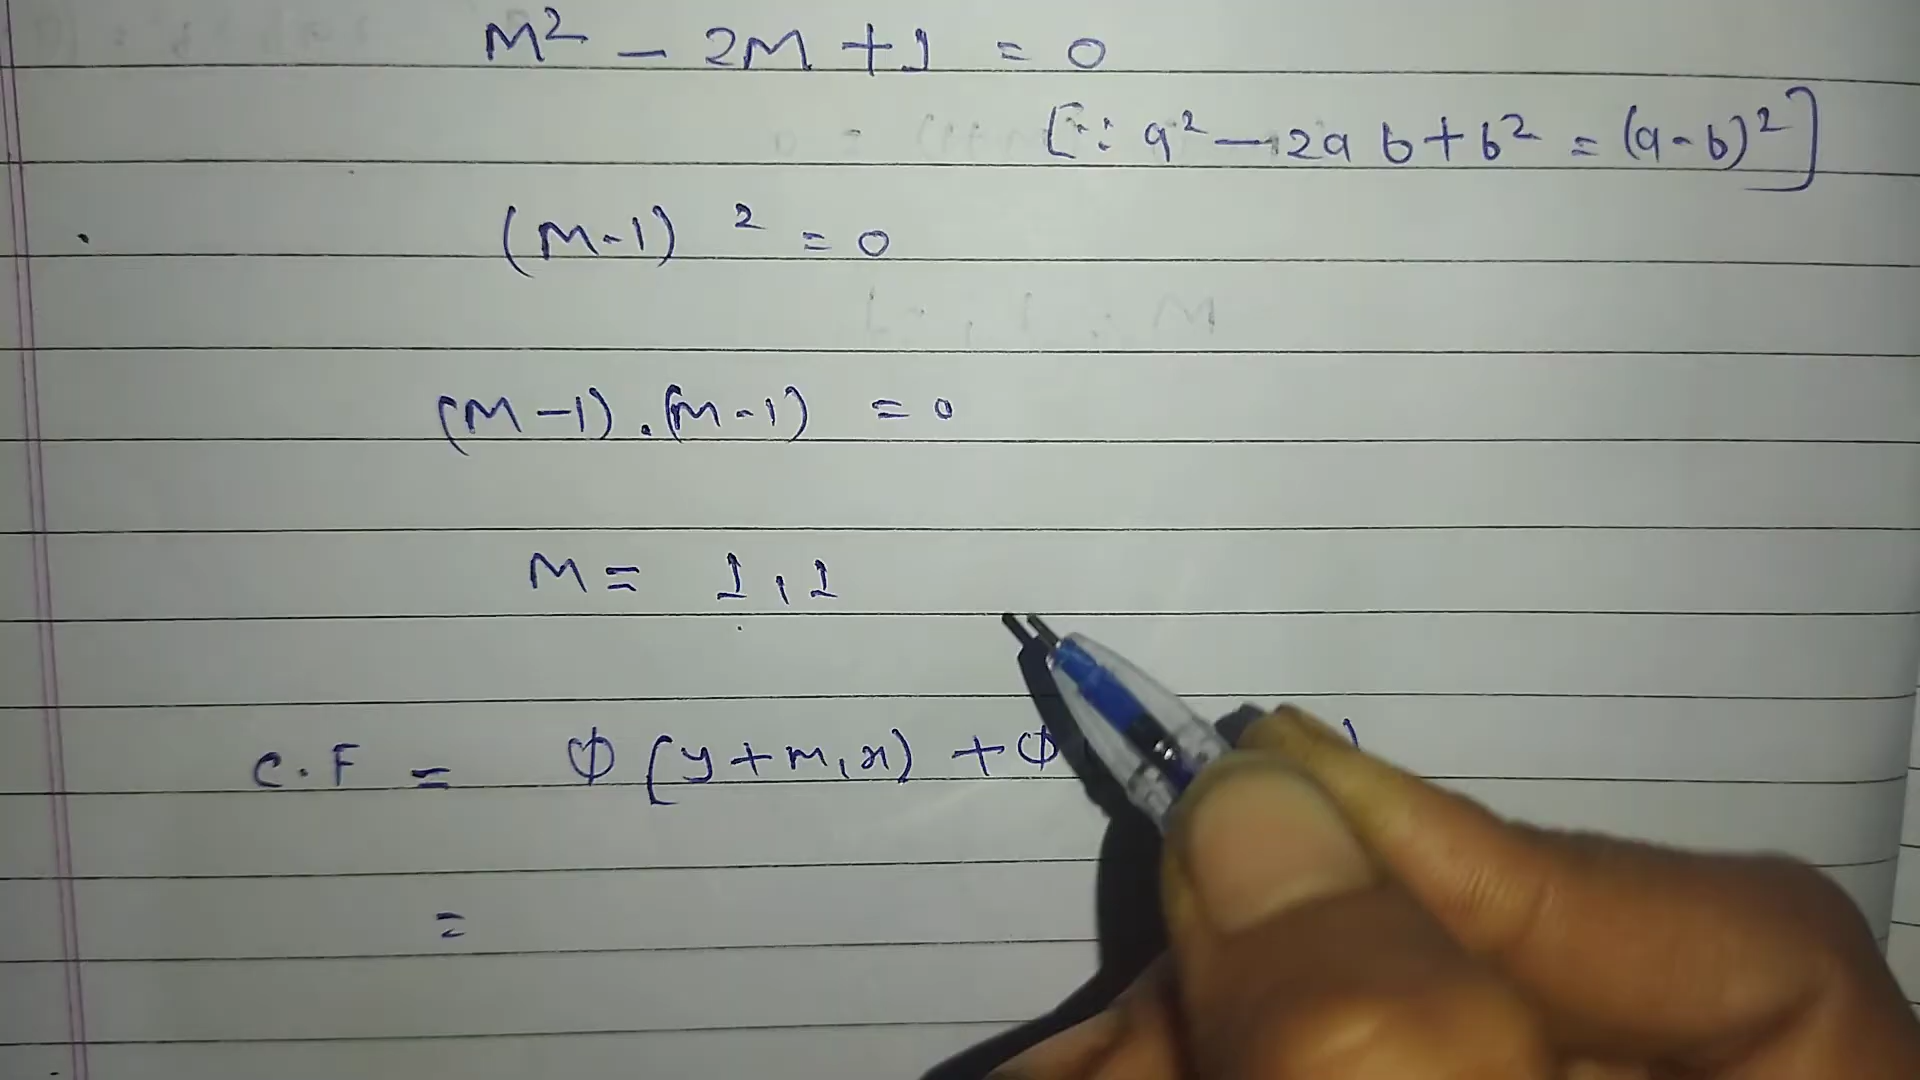 m² - 2m + 1 = 0
[∵ a² - 2ab + b² = (a-b)²]
(m-1)² = 0
(m-1).(m-1) = 0
m = 1, 1
C.F = φ(y+m₁x) + φ )
=